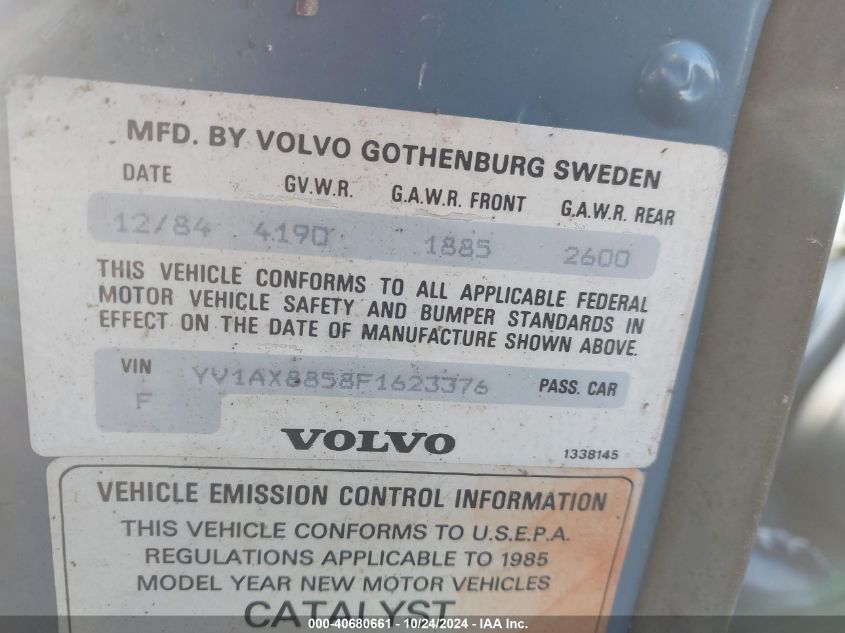 MFD. BY VOLVO GOTHENBURG SWEDEN
DATE GV.W.R. G.A.W.R. FRONT G.A.W.R. REAR
12/84 4190 1885 2600
THIS VEHICLE CONFORMS TO ALL APPLICABLE FEDERAL
MOTOR VEHICLE SAFETY AND BUMPER STANDARDS IN
EFFECT ON THE DATE OF MANUFACTURE SHOWN ABOVE.
VIN YV1AX8858F1623376 PASS. CAR
F
VOLVO 1338145
VEHICLE EMISSION CONTROL INFORMATION
THIS VEHICLE CONFORMS TO U.S.E.P.A.
REGULATIONS APPLICABLE TO 1985
MODEL YEAR NEW MOTOR VEHICLES
CATALYST
000-40680661 - 10/24/2024 - IAA Inc.